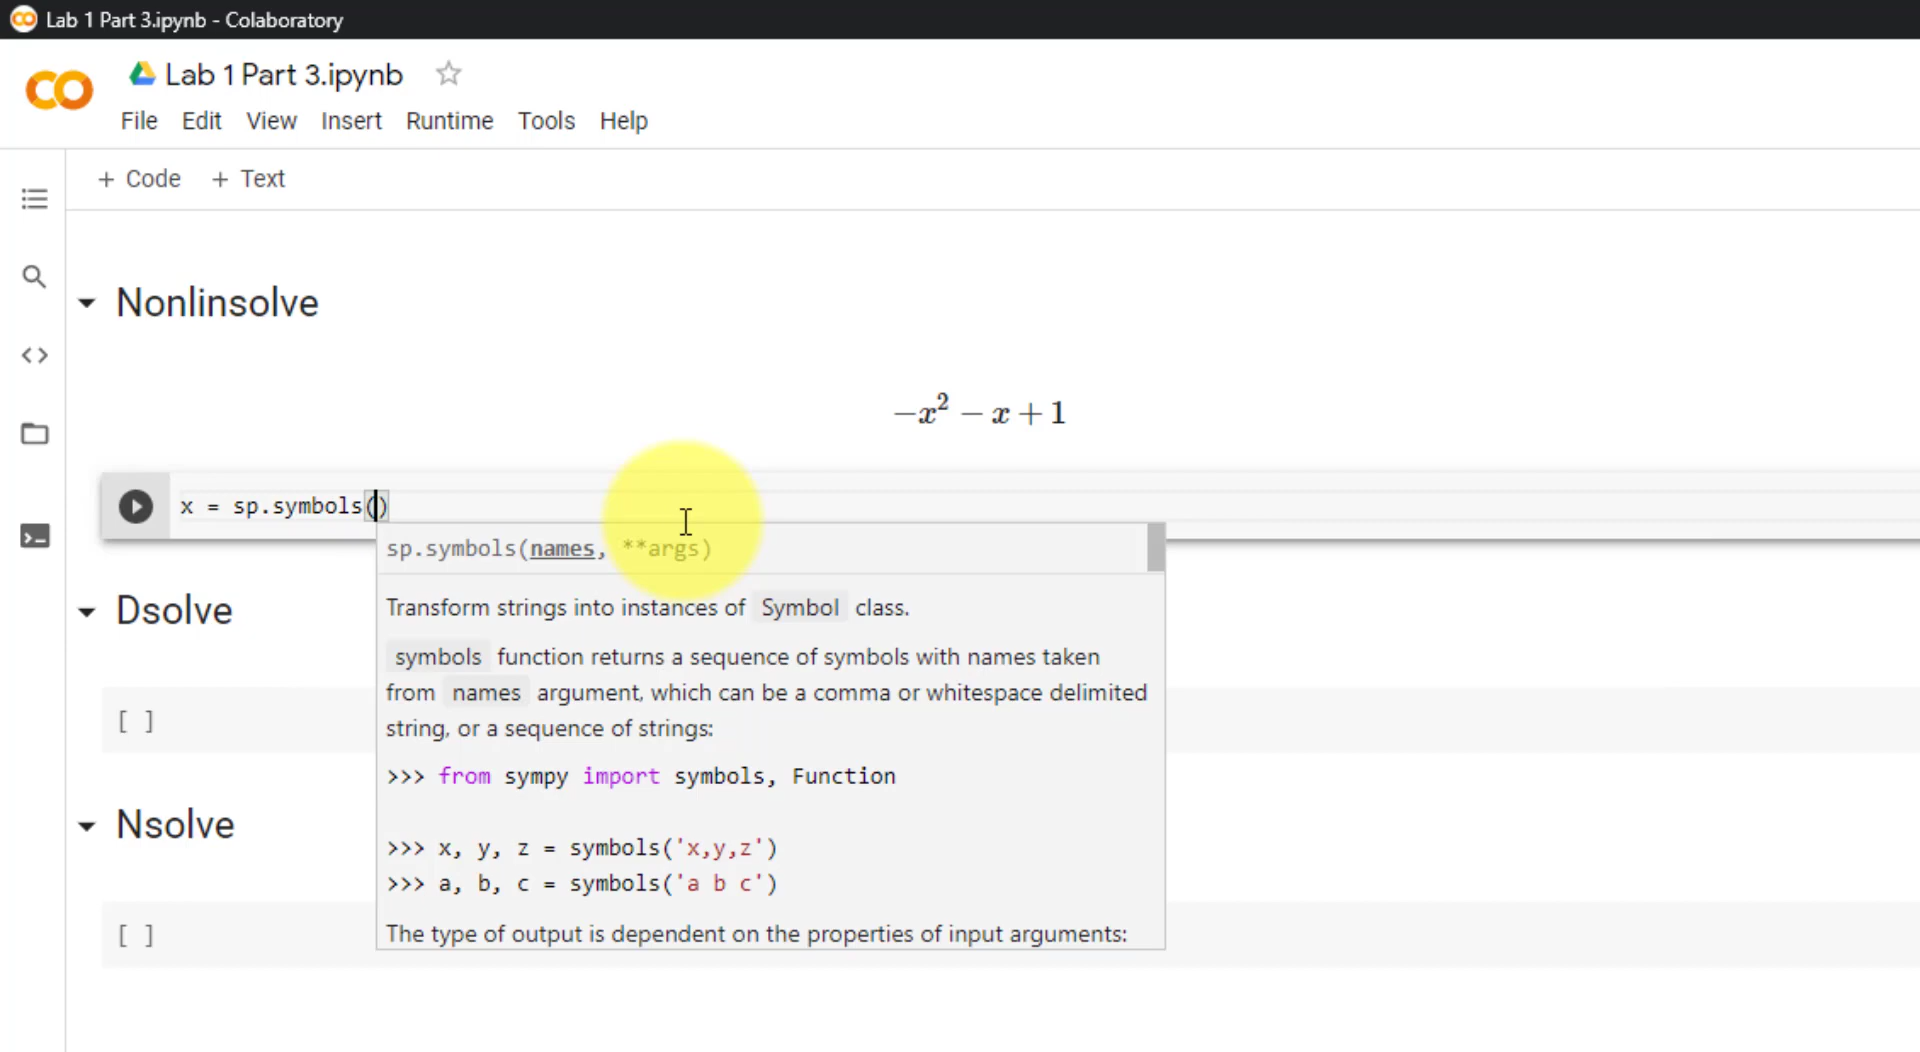 Lab 1 Part 3.ipynb - Colaboratory
Lab 1 Part 3.ipynb
File Edit View Insert Runtime Tools Help
+ Code + Text
Nonlinsolve
−x² − x + 1
x = sp.symbols()
sp.symbols(names, **args)
Transform strings into instances of Symbol class.
symbols function returns a sequence of symbols with names taken
from names argument, which can be a comma or whitespace delimited
string, or a sequence of strings:
>>> from sympy import symbols, Function
>>> x, y, z = symbols('x,y,z')
>>> a, b, c = symbols('a b c')
The type of output is dependent on the properties of input arguments:
Dsolve
[ ]
Nsolve
[ ]